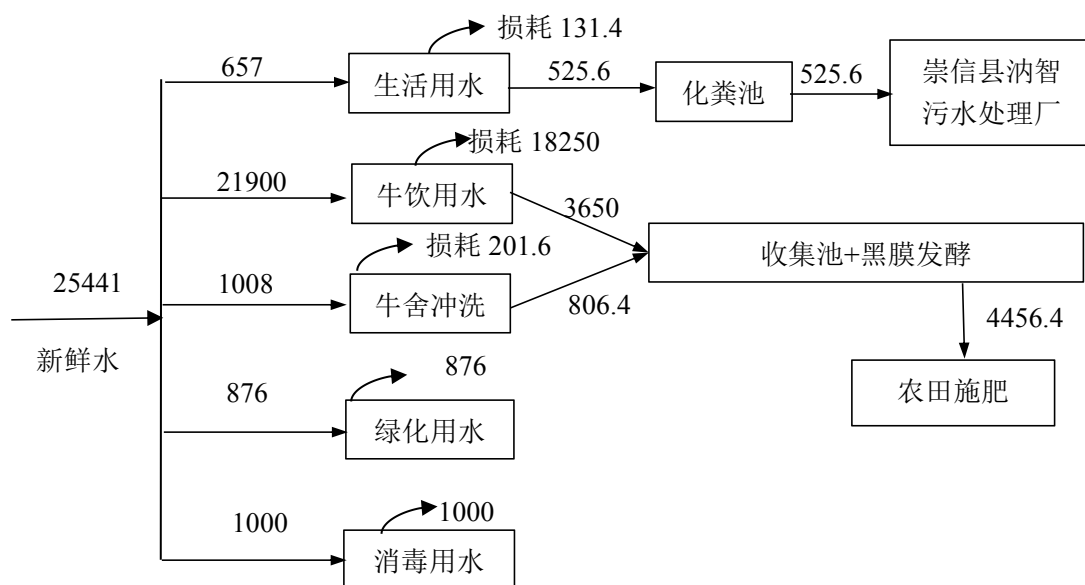 损耗 131.4
657
生活用水
525.6
化粪池
525.6
崇信县汭智
污水处理厂
损耗 18250
21900
牛饮用水
3650
损耗 201.6
收集池+黑膜发酵
25441
1008
牛舍冲洗
806.4
4456.4
新鲜水
876
876
绿化用水
农田施肥
1000
1000
消毒用水